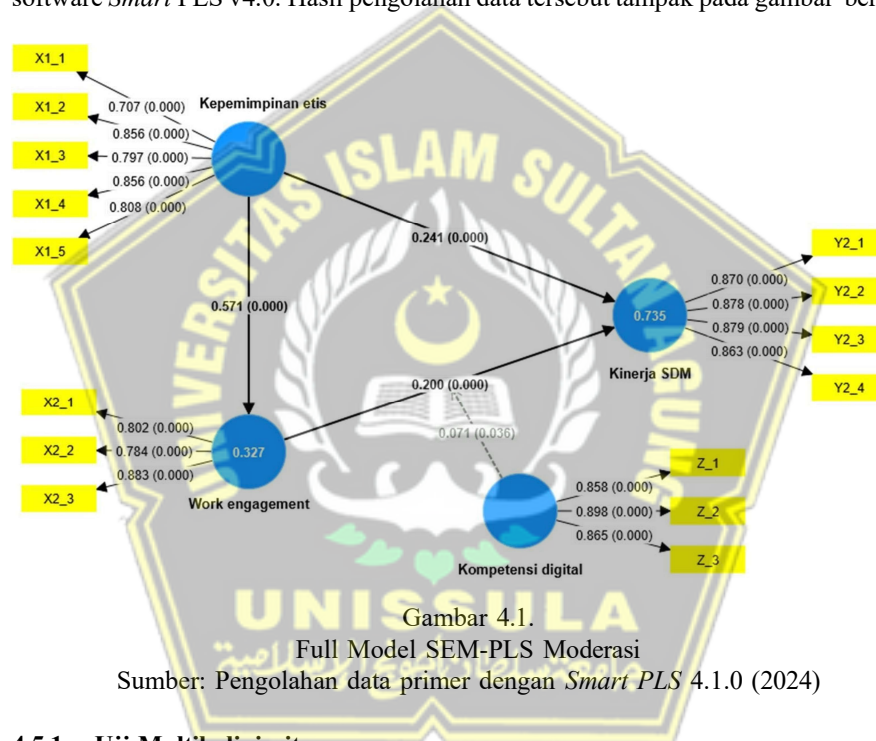 software Smart PLS v4.0. Hasil pengolahan data tersebut tampak pada gambar ber
X1_1
X1_2
X1_3
X1_4
X1_5
0.707 (0.000)
0.856 (0.000)
0.797 (0.000)
0.856 (0.000)
0.808 (0.000)
Kepemimpinan etis
0.241 (0.000)
0.571 (0.000)
Y2_1
Y2_2
Y2_3
Y2_4
0.870 (0.000)
0.878 (0.000)
0.879 (0.000)
0.863 (0.000)
0.735
Kinerja SDM
0.200 (0.000)
0.071 (0.036)
X2_1
X2_2
X2_3
0.802 (0.000)
0.784 (0.000)
0.883 (0.000)
0.327
Work engagement
Z_1
Z_2
Z_3
0.858 (0.000)
0.898 (0.000)
0.865 (0.000)
Kompetensi digital
UNIVERSITAS ISLAM SULTAN AGUNG
UNISSULA
Gambar 4.1.
Full Model SEM-PLS Moderasi
Sumber: Pengolahan data primer dengan Smart PLS 4.1.0 (2024)